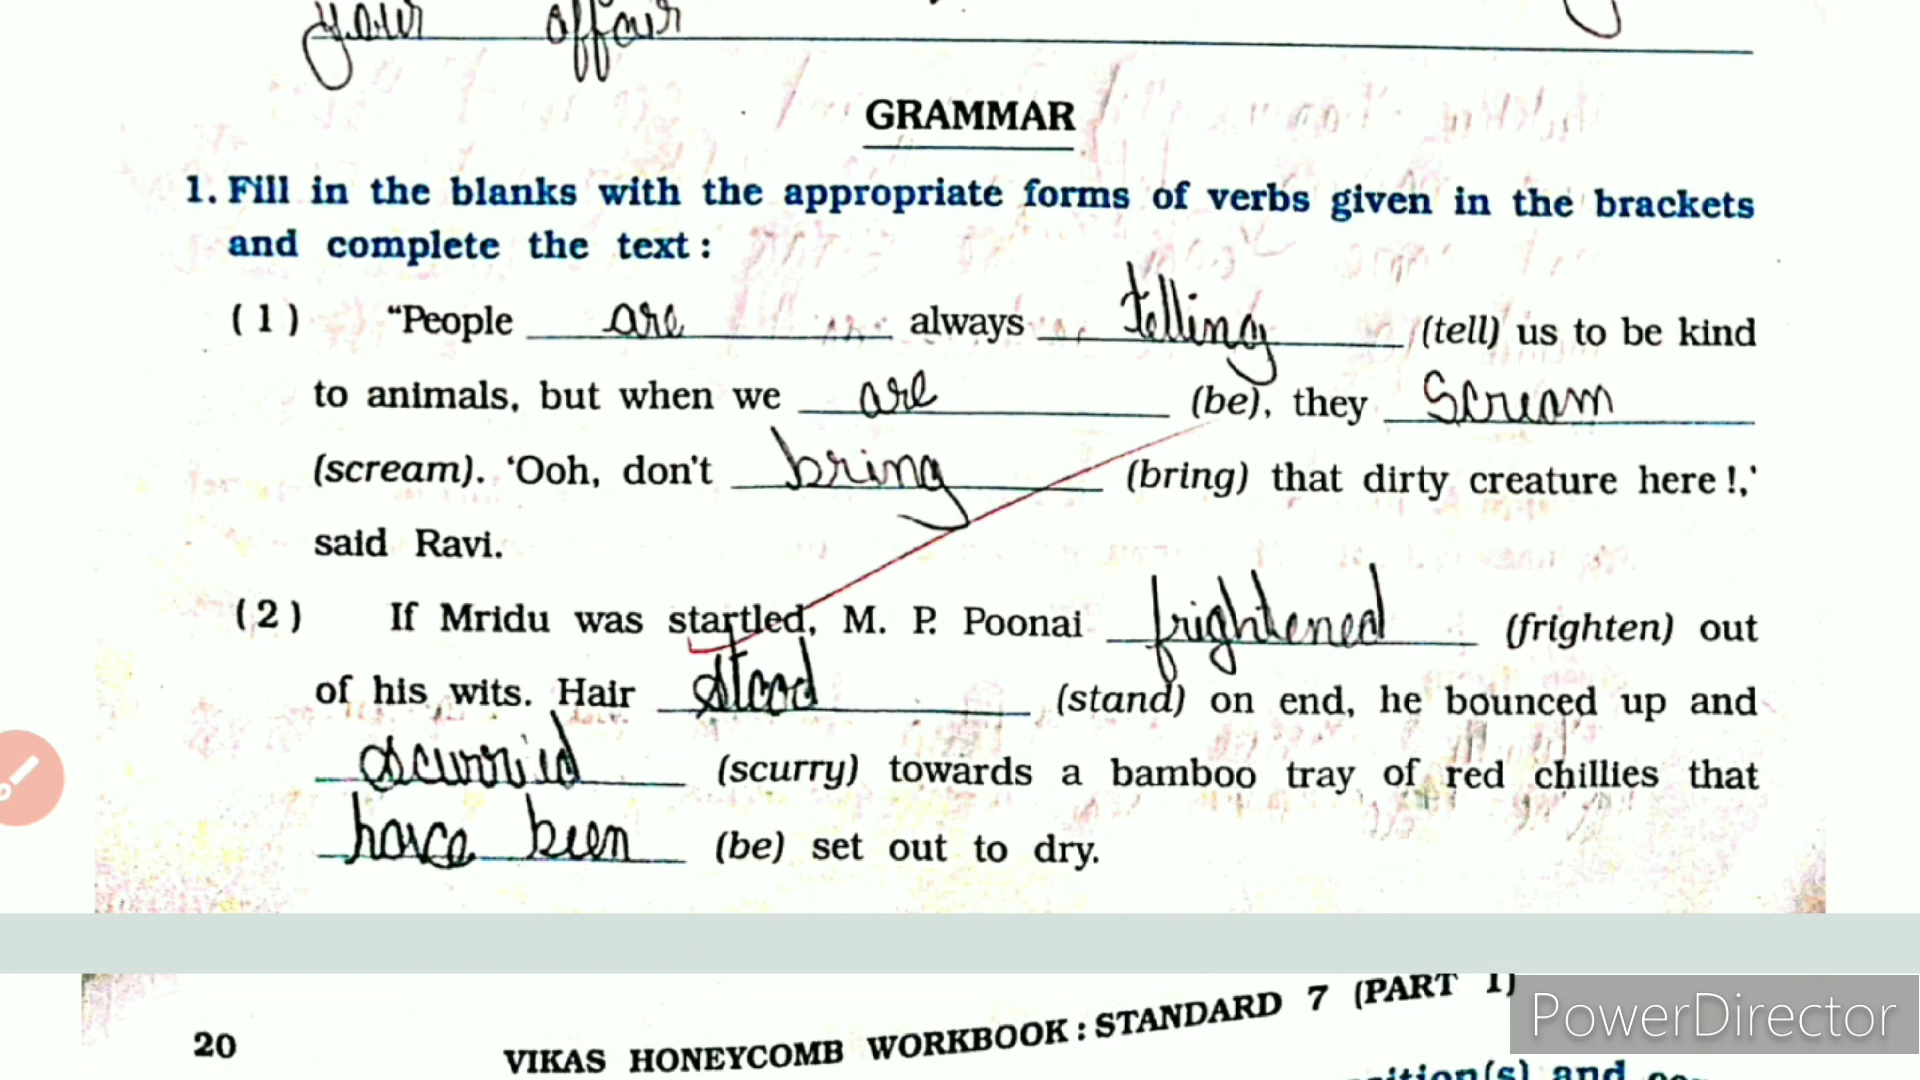 your affair
GRAMMAR
1. Fill in the blanks with the appropriate forms of verbs given in the brackets
and complete the text :
(1) “People are always telling (tell) us to be kind
to animals, but when we are (be), they Scream
(scream). ‘Ooh, don't bring (bring) that dirty creature here !,’
said Ravi.
(2) If Mridu was startled, M. P. Poonai frightened (frighten) out
of his wits. Hair stood (stand) on end, he bounced up and
scurried (scurry) towards a bamboo tray of red chillies that
have been (be) set out to dry.
20
VIKAS HONEYCOMB WORKBOOK : STANDARD 7 (PART 1)
PowerDirector
and